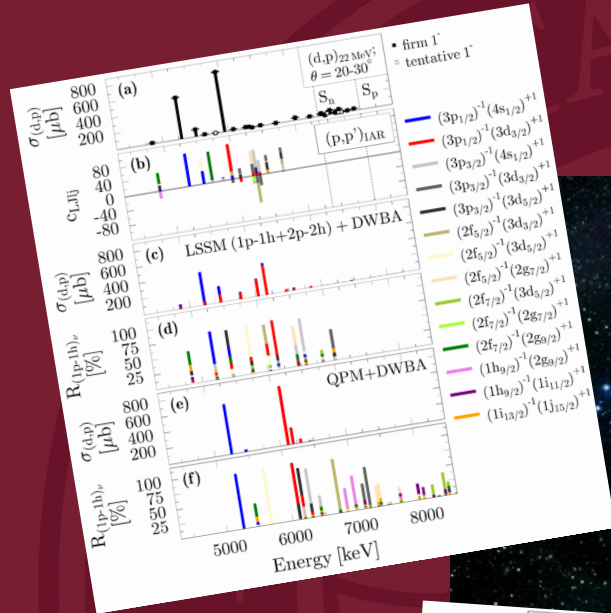 (d,p)22 MeV;
θ = 20-30°
• firm 1⁻
◦ tentative 1⁻
800
600
400
200
σ(d,p)
[μb]
(a)
Sn
Sp
(b)
(p,p')IAR
80
40
0
-40
-80
cLJlj
(c)
LSSM (1p-1h+2p-2h) + DWBA
800
600
400
200
σ(d,p)
[μb]
(d)
100
75
50
25
R(1p-1h)ν
[%]
(e)
QPM+DWBA
800
600
400
200
σ(d,p)
[μb]
(f)
100
75
50
25
R(1p-1h)ν
[%]
5000 6000 7000 8000
Energy [keV]
(3p1/2)⁻¹(4s1/2)⁺¹
(3p1/2)⁻¹(3d3/2)⁺¹
(3p3/2)⁻¹(4s1/2)⁺¹
(3p3/2)⁻¹(3d3/2)⁺¹
(3p3/2)⁻¹(3d5/2)⁺¹
(2f5/2)⁻¹(3d3/2)⁺¹
(2f5/2)⁻¹(3d5/2)⁺¹
(2f5/2)⁻¹(2g7/2)⁺¹
(2f7/2)⁻¹(3d5/2)⁺¹
(2f7/2)⁻¹(2g7/2)⁺¹
(2f7/2)⁻¹(2g9/2)⁺¹
(1h9/2)⁻¹(2g9/2)⁺¹
(1h9/2)⁻¹(1i11/2)⁺¹
(1i13/2)⁻¹(1j15/2)⁺¹